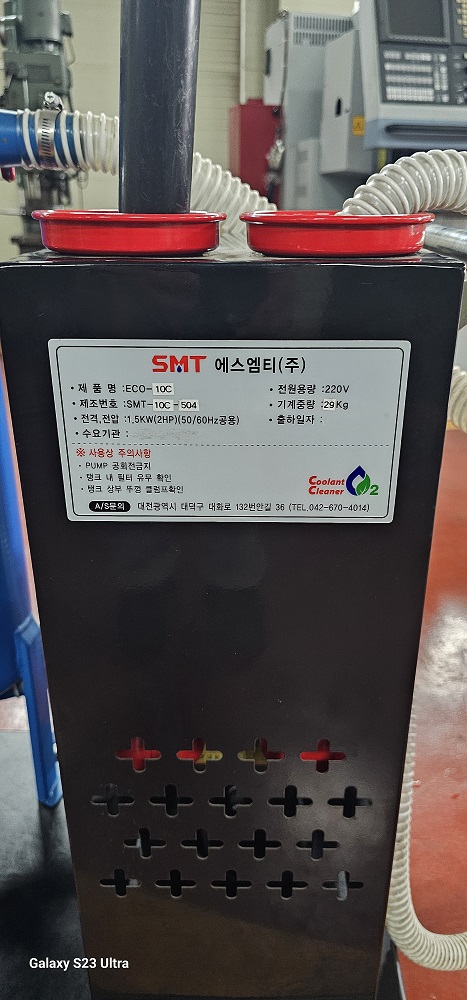 SMT 에스엠티(주)
· 제 품 명 :ECO-10C
· 전원용량 :220V
· 제조번호 :SMT-10C-504
· 기계중량 :29Kg
· 전격,전압 :1,5KW(2HP)(50/60Hz공용)
· 출하일자 :
· 수요기관 :
※ 사용상 주의사항
- PUMP 공회전금지
- 탱크 내 필터 유무 확인
- 탱크 상부 뚜껑 클럼프확인
Coolant
Cleaner 2
A/S문의 대전광역시 대덕구 대화로 132번안길 36 (TEL.042-670-4014)
Galaxy S23 Ultra